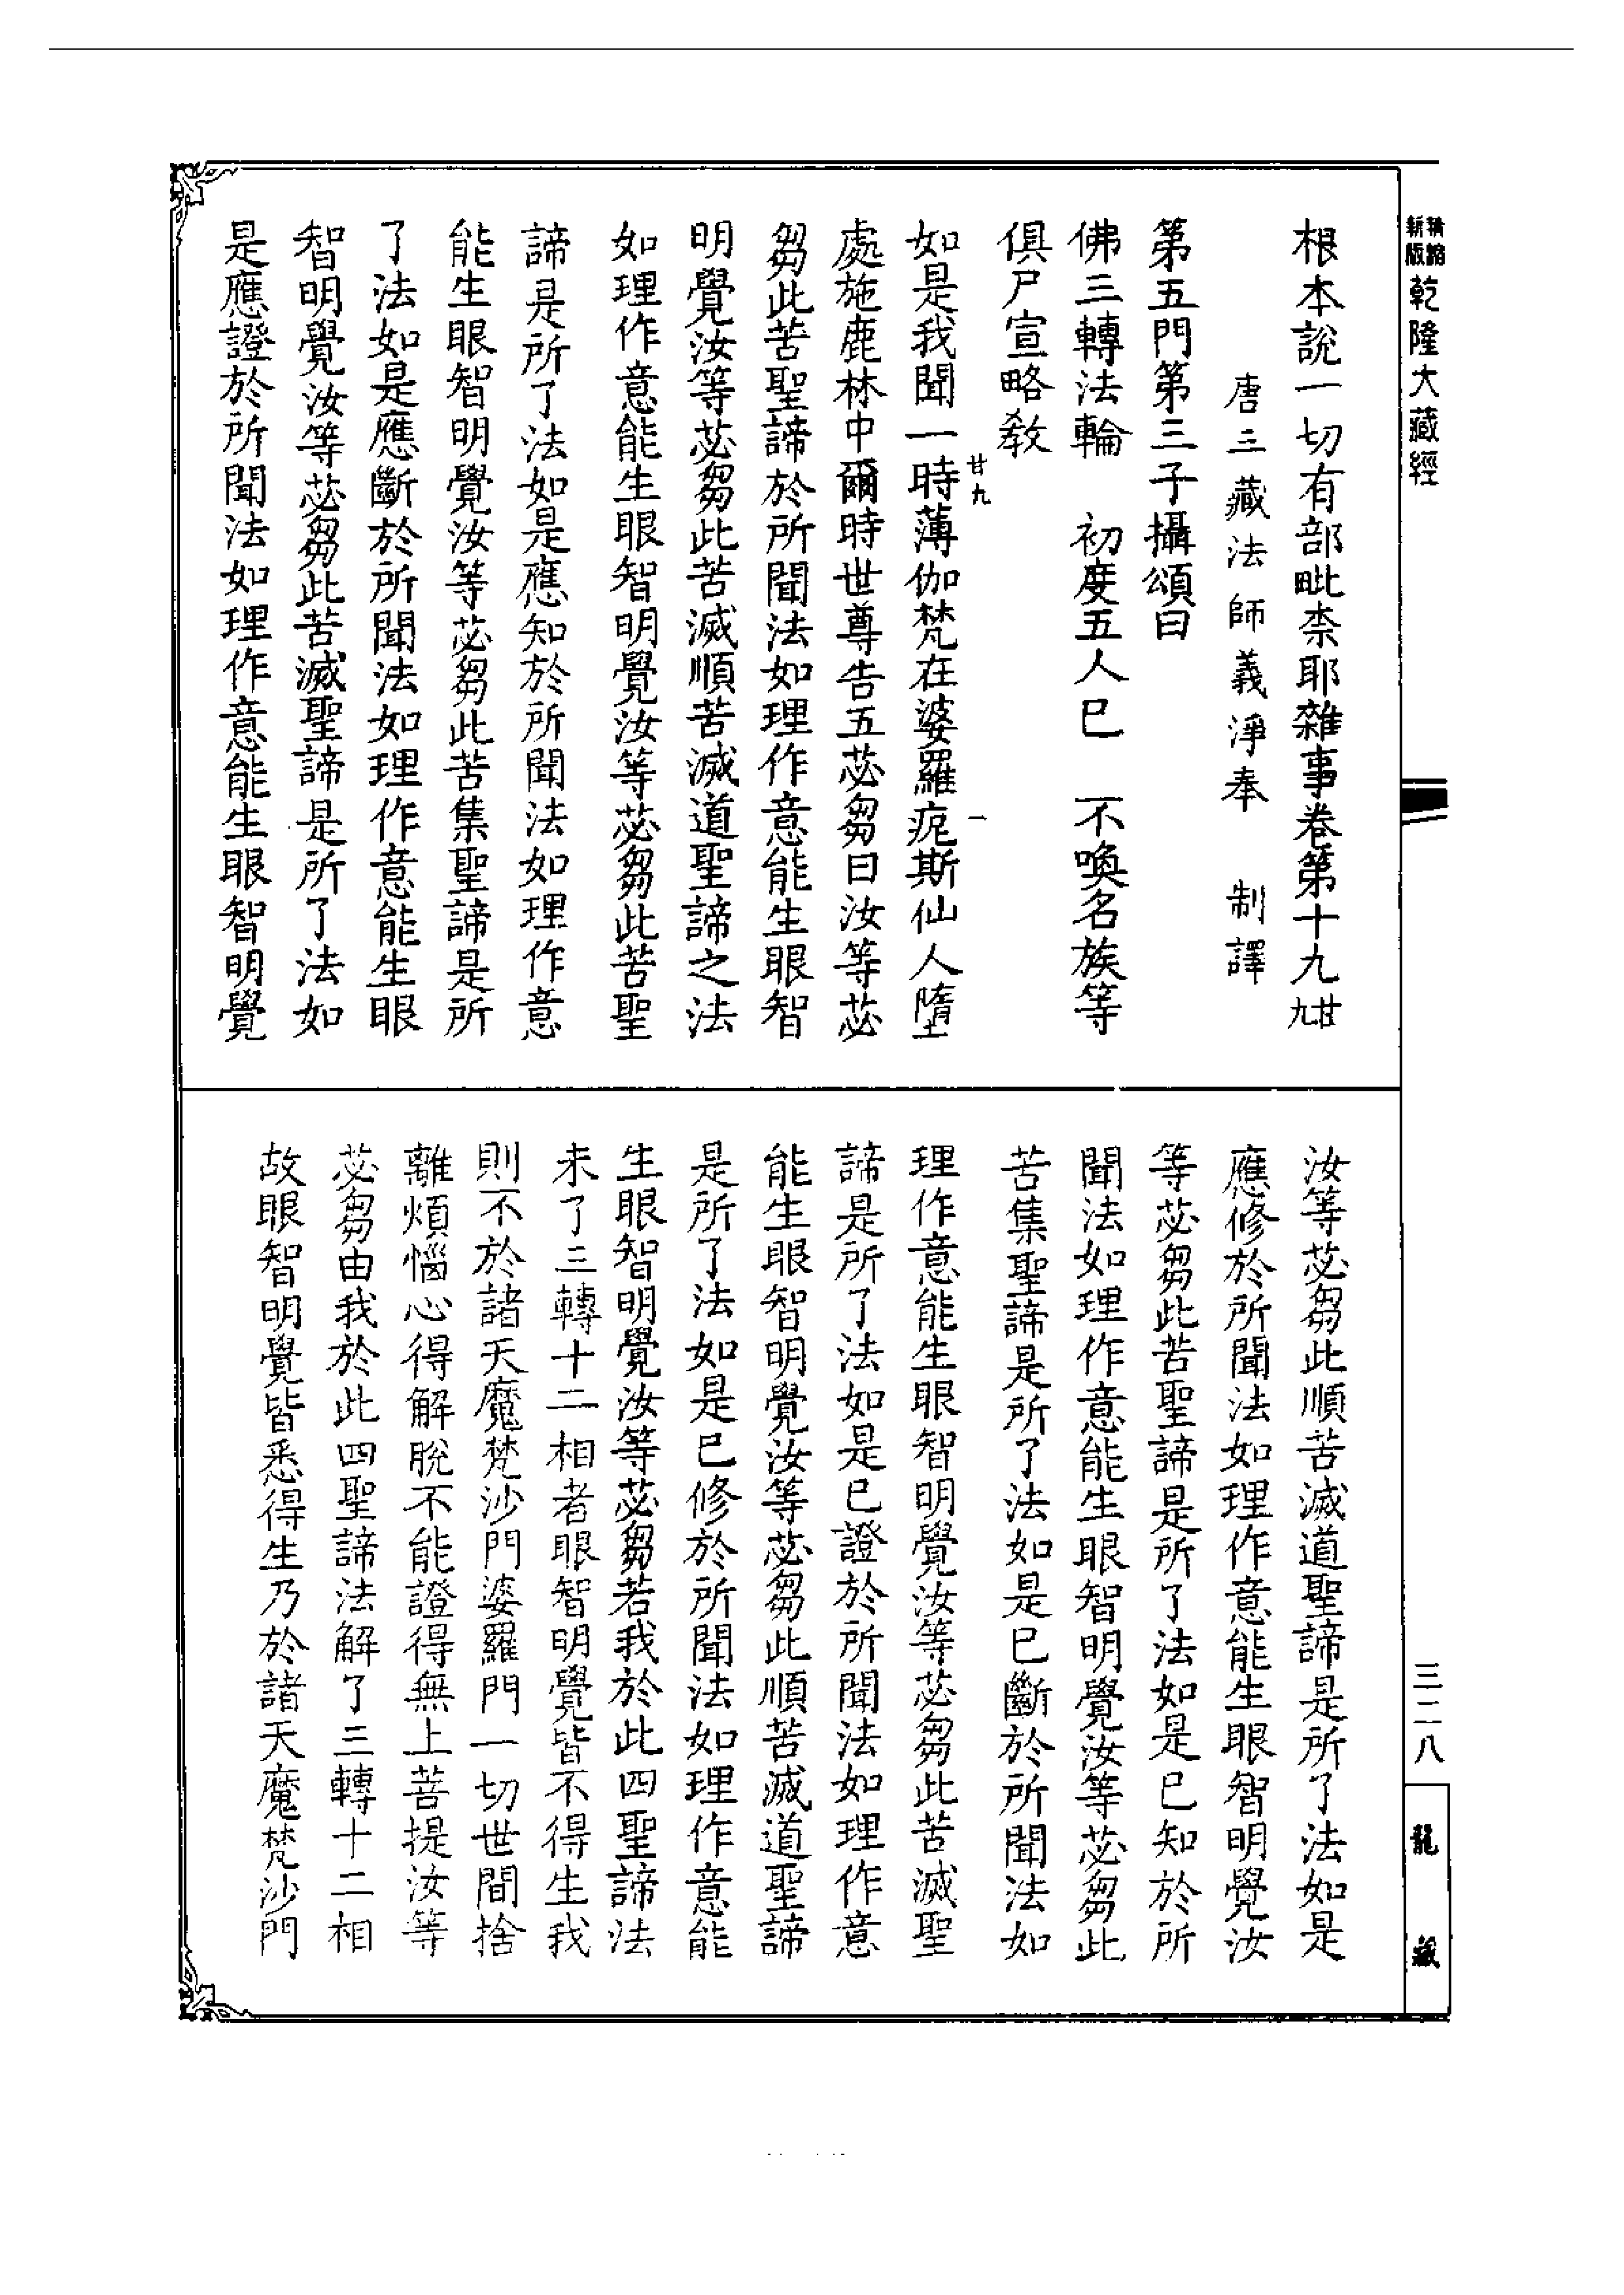 新版
乾隆大藏經
三二八
龍藏
根本說一切有部毗柰耶雜事卷第十九 甘九
唐三藏法師義淨奉 制譯
第五門第三子攝頌曰
佛三轉法輪 初度五人已 不喚名族等
俱尸宣略教
甘九 一
如是我聞一時薄伽梵在婆羅痆斯仙人墮
處施鹿林中爾時世尊告五苾芻曰汝等苾
芻此苦聖諦於所聞法如理作意能生眼智
明覺汝等苾芻此苦滅順苦滅道聖諦之法
如理作意能生眼智明覺汝等苾芻此苦聖
諦是所了法如是應知於所聞法如理作意
能生眼智明覺汝等苾芻此苦集聖諦是所
了法如是應斷於所聞法如理作意能生眼
智明覺汝等苾芻此苦滅聖諦是所了法如
是應證於所聞法如理作意能生眼智明覺
汝等苾芻此順苦滅道聖諦是所了法如是
應修於所聞法如理作意能生眼智明覺汝
等苾芻此苦聖諦是所了法如是已知於所
聞法如理作意能生眼智明覺汝等苾芻此
苦集聖諦是所了法如是已斷於所聞法如
理作意能生眼智明覺汝等苾芻此苦滅聖
諦是所了法如是已證於所聞法如理作意
能生眼智明覺汝等苾芻此順苦滅道聖諦
是所了法如是已修於所聞法如理作意能
生眼智明覺汝等苾芻若我於此四聖諦法
未了三轉十二相者眼智明覺皆不得生我
則不於諸天魔梵沙門婆羅門一切世間捨
離煩惱心得解脫不能證得無上菩提汝等
苾芻由我於此四聖諦法解了三轉十二相
故眼智明覺皆悉得生乃於諸天魔梵沙門